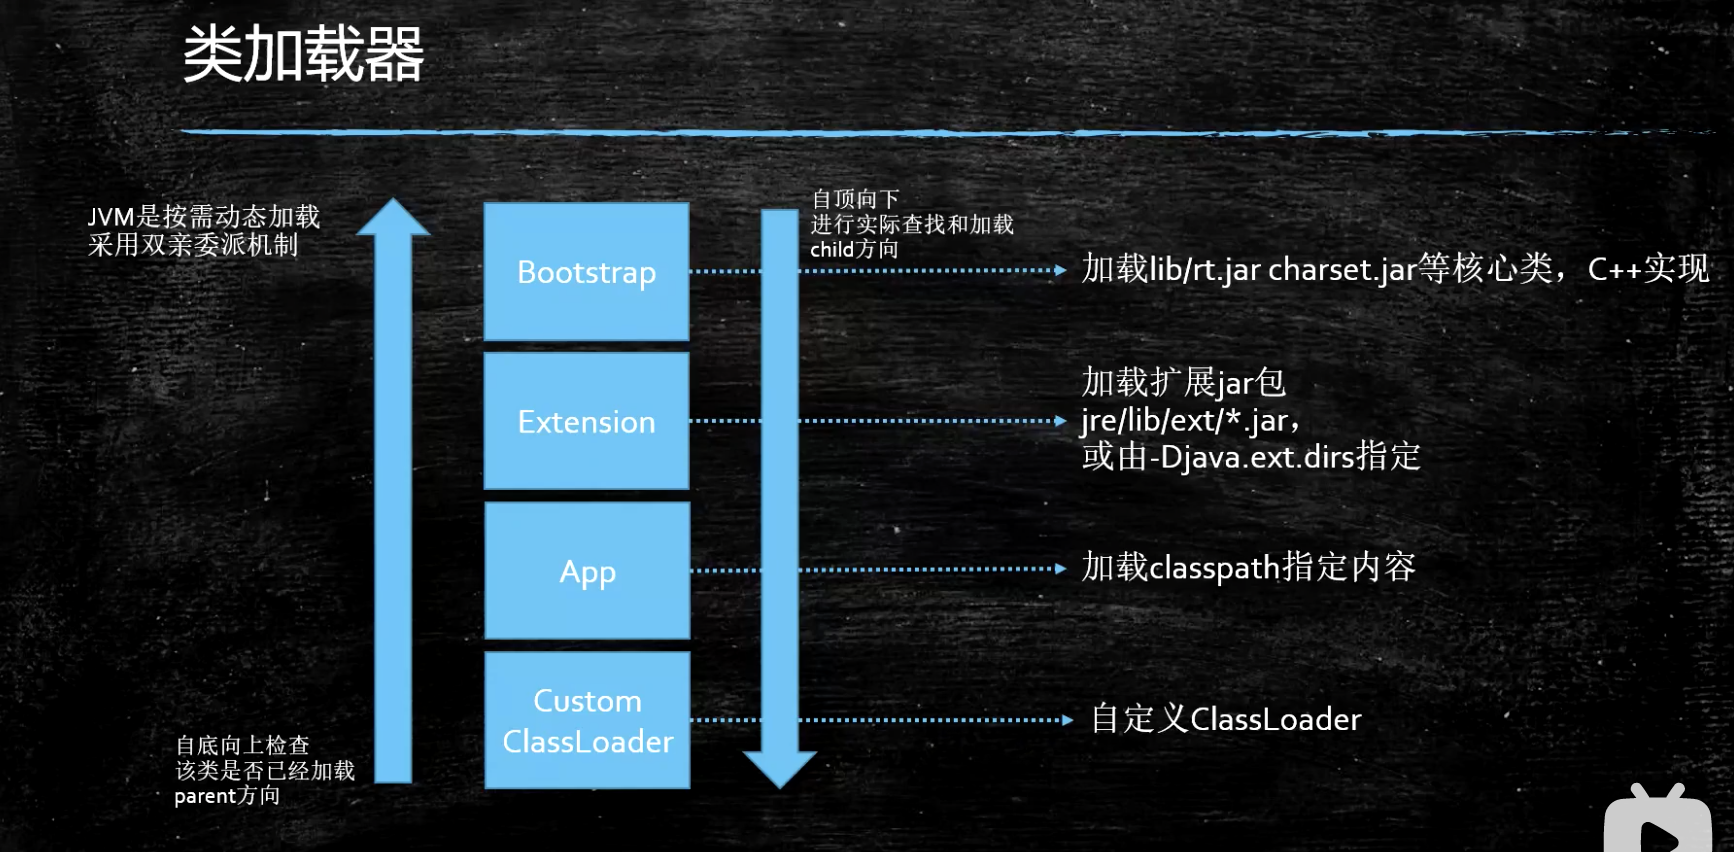 类加载器
JVM是按需动态加载
采用双亲委派机制
自顶向下
进行实际查找和加载
child方向
Bootstrap
加载lib/rt.jar charset.jar等核心类，C++实现
Extension
加载扩展jar包
jre/lib/ext/*.jar，
或由-Djava.ext.dirs指定
App
加载classpath指定内容
Custom
ClassLoader
自定义ClassLoader
自底向上检查
该类是否已经加载
parent方向